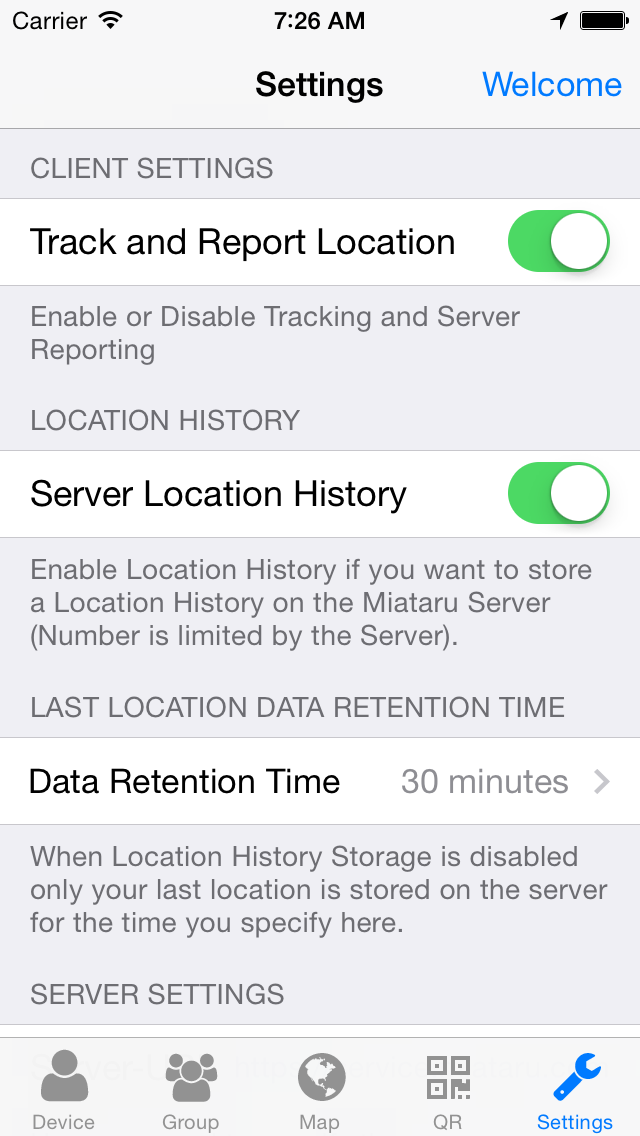 Carrier 7:26 AM
Settings Welcome
CLIENT SETTINGS
Track and Report Location
Enable or Disable Tracking and Server
Reporting
LOCATION HISTORY
Server Location History
Enable Location History if you want to store
a Location History on the Miataru Server
(Number is limited by the Server).
LAST LOCATION DATA RETENTION TIME
Data Retention Time 30 minutes
When Location History Storage is disabled
only your last location is stored on the server
for the time you specify here.
SERVER SETTINGS
Device Group Map QR Settings